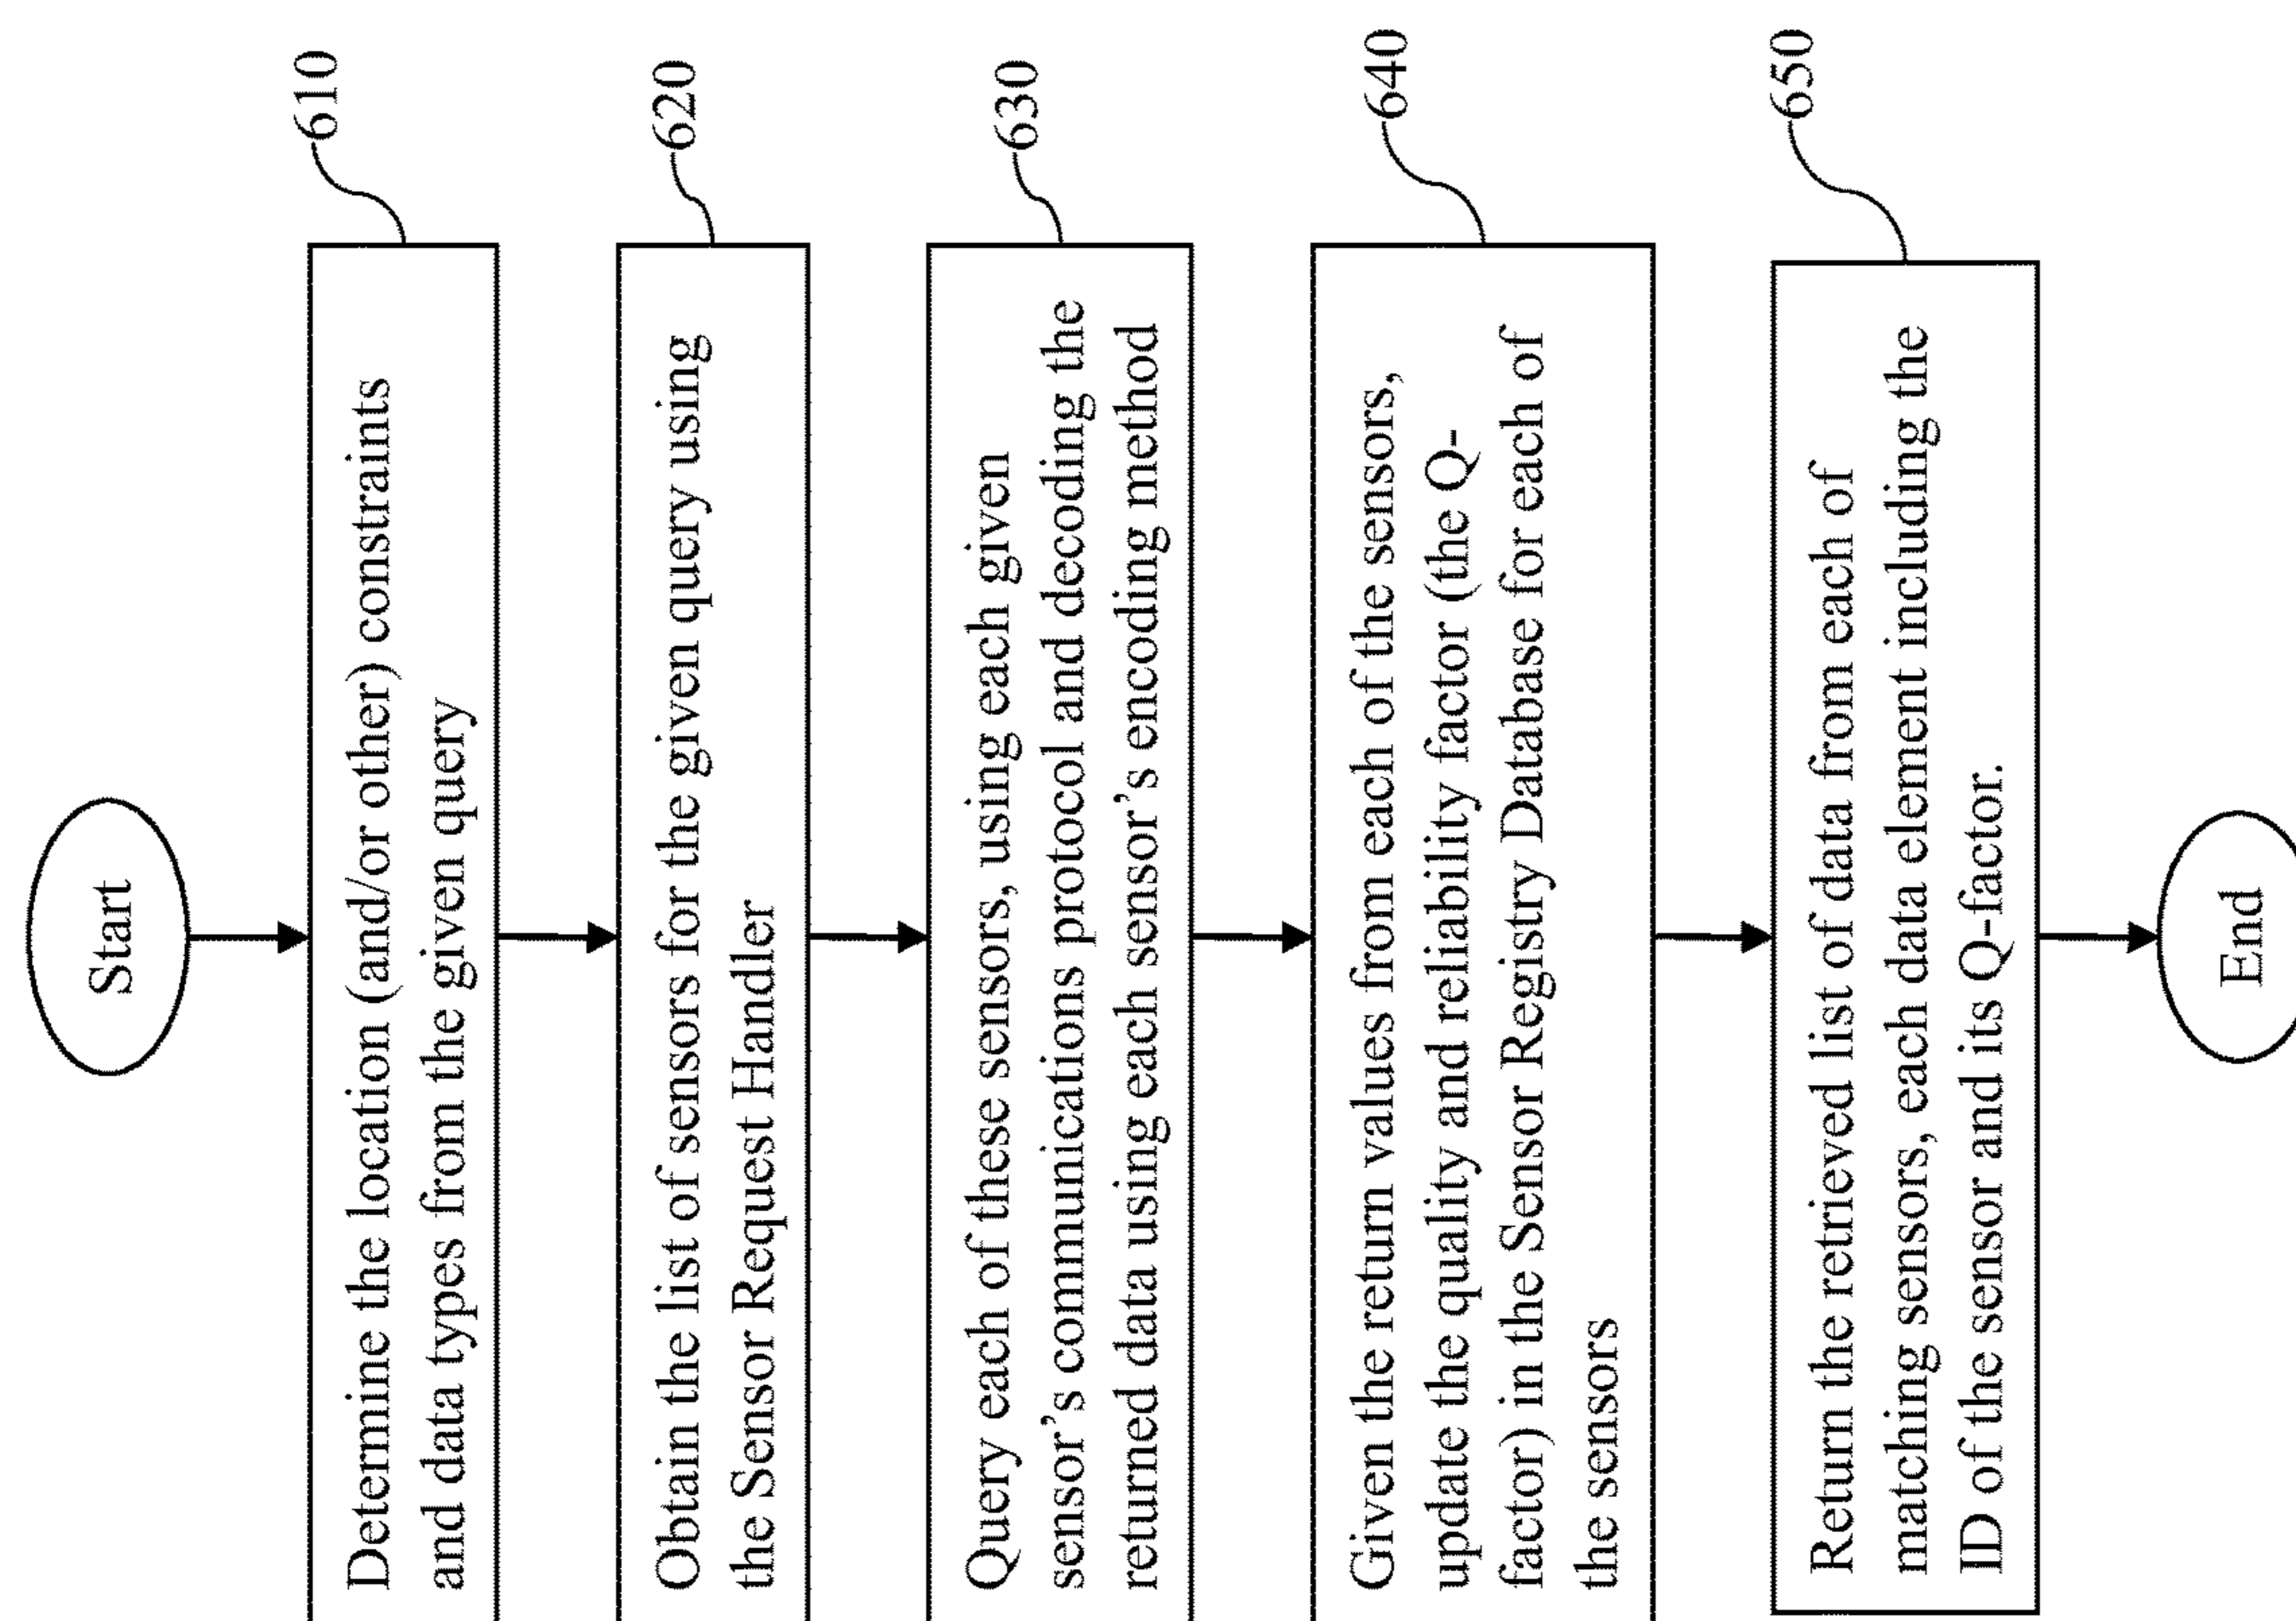 Start
610
Determine the location (and/or other) constraints
and data types from the given query
620
Obtain the list of sensors for the given query using
the Sensor Request Handler
630
Query each of these sensors, using each given
sensor's communications protocol and decoding the
returned data using each sensor's encoding method
640
Given the return values from each of the sensors,
update the quality and reliability factor (the Q-
factor) in the Sensor Registry Database for each of
the sensors
650
Return the retrieved list of data from each of
matching sensors, each data element including the
ID of the sensor and its Q-factor.
End